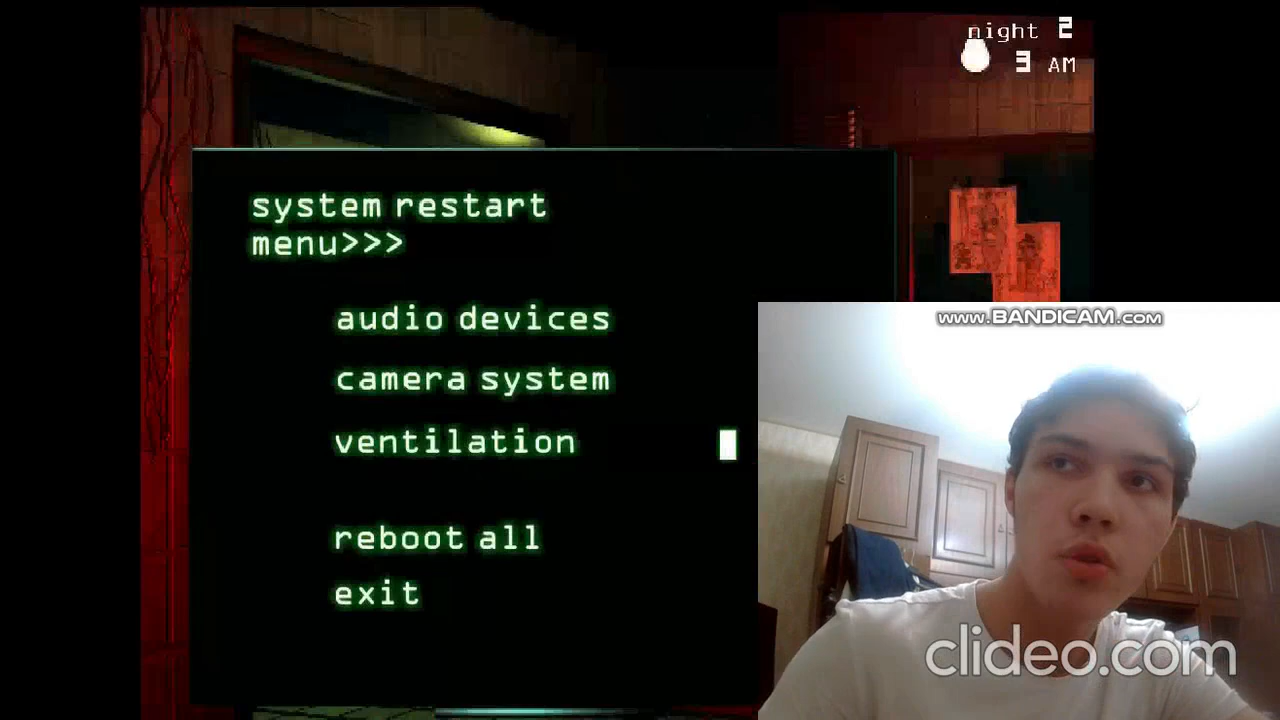 night 2
3 AM
system restart
menu>>>
audio devices
camera system
ventilation
reboot all
exit
www.BANDICAM.com
clideo.com